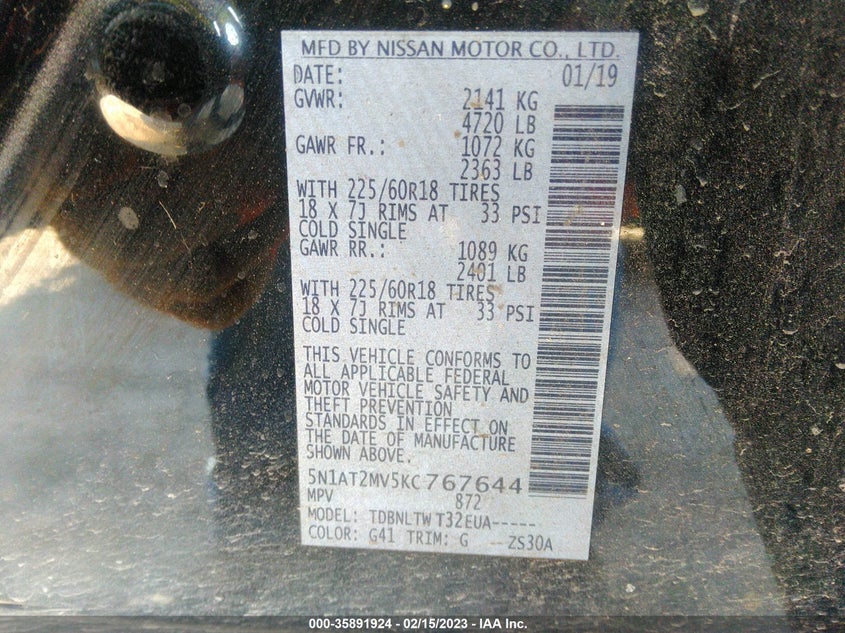 MFD BY NISSAN MOTOR CO., LTD.
DATE: 01/19
GVWR: 2141 KG
4720 LB
GAWR FR.: 1072 KG
2363 LB
WITH 225/60R18 TIRES
18 X 7J RIMS AT 33 PSI
COLD SINGLE
GAWR RR.: 1089 KG
2401 LB
WITH 225/60R18 TIRES
18 X 7J RIMS AT 33 PSI
COLD SINGLE
THIS VEHICLE CONFORMS TO
ALL APPLICABLE FEDERAL
MOTOR VEHICLE SAFETY AND
THEFT PREVENTION
STANDARDS IN EFFECT ON
THE DATE OF MANUFACTURE
SHOWN ABOVE.
5N1AT2MV5KC767644
MPV 872
MODEL: TDBNLTW T32EUA-----
COLOR: G41 TRIM: G --ZS30A
000-35891924 - 02/15/2023 - IAA Inc.